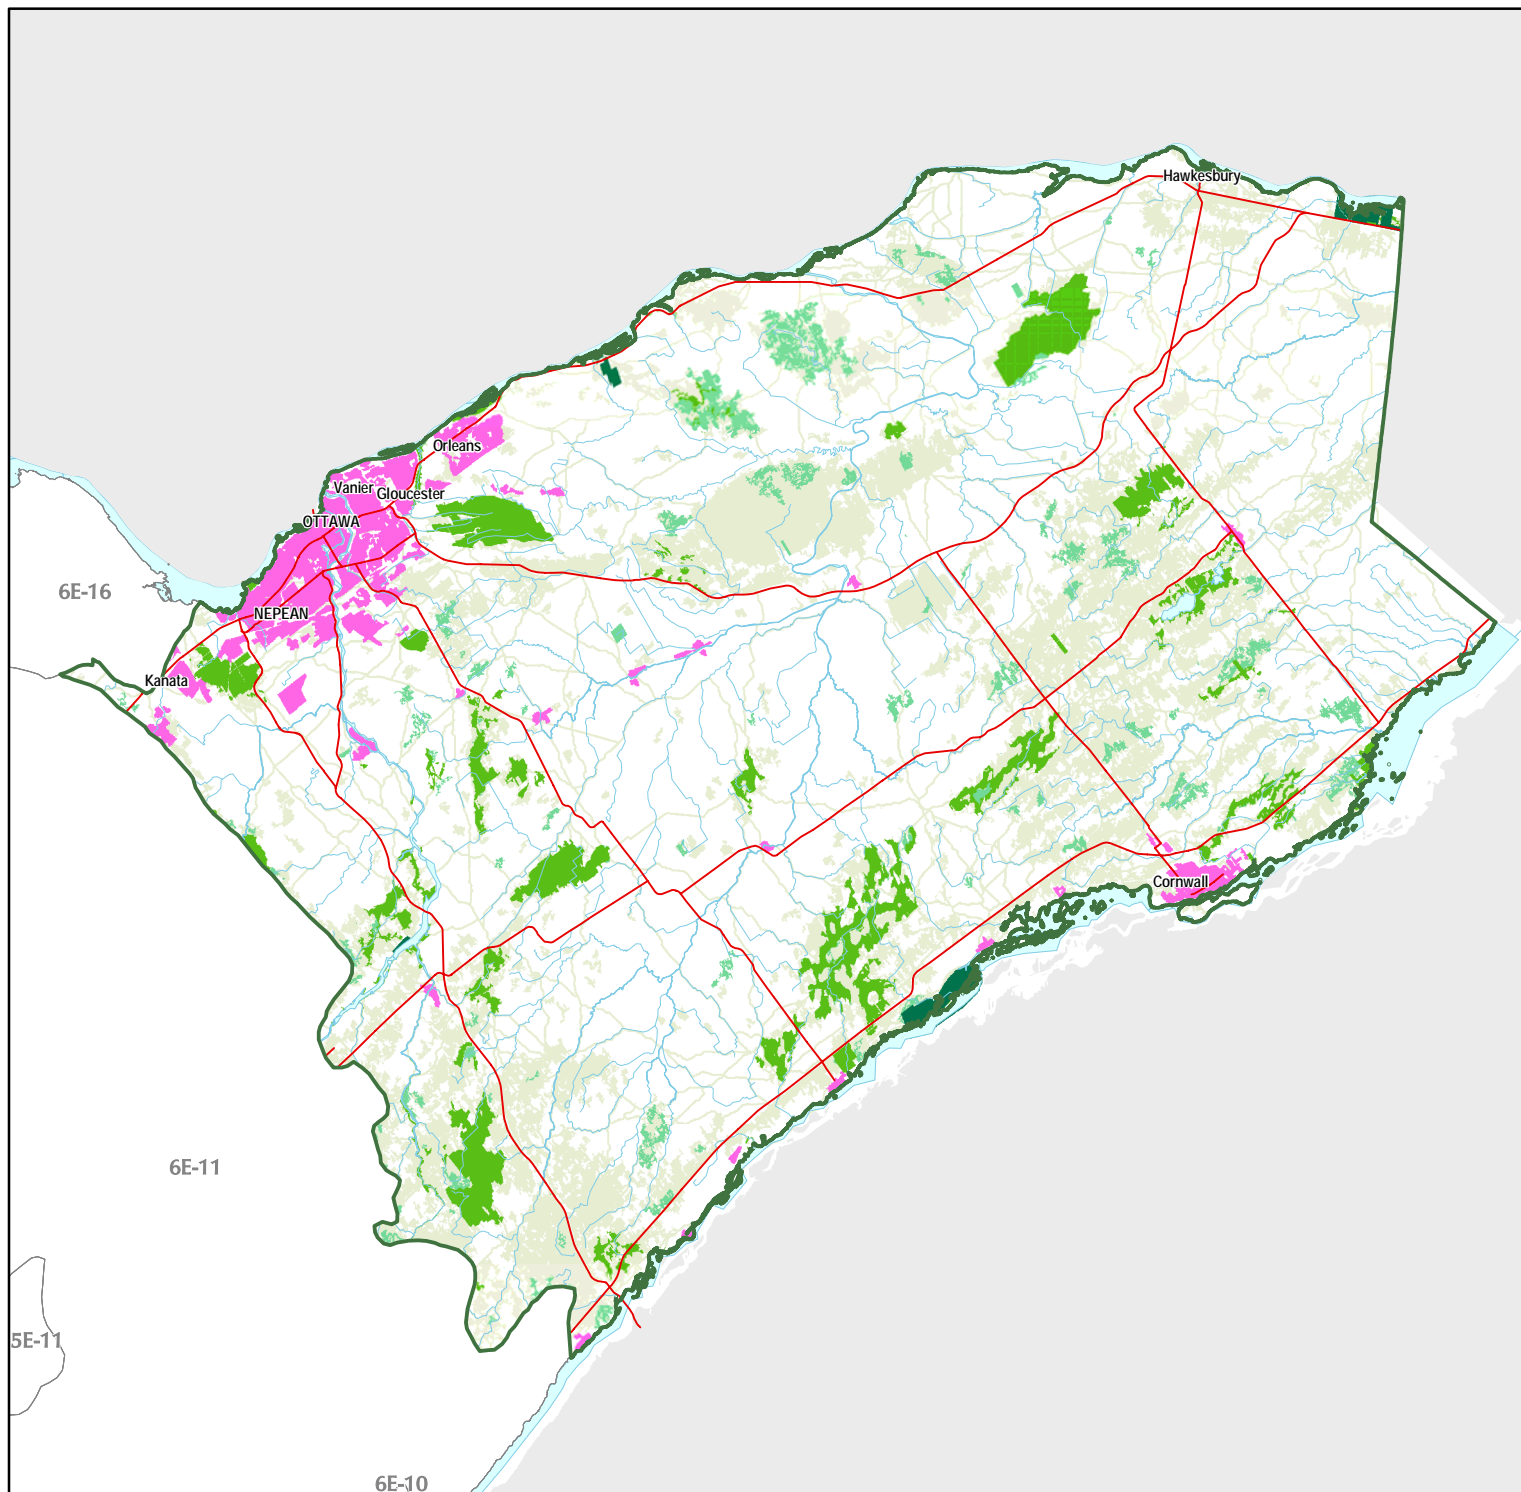 Hawkesbury
Orleans
Vanier
Gloucester
OTTAWA
6E-16
NEPEAN
Kanata
Cornwall
6E-11
5E-11
6E-10